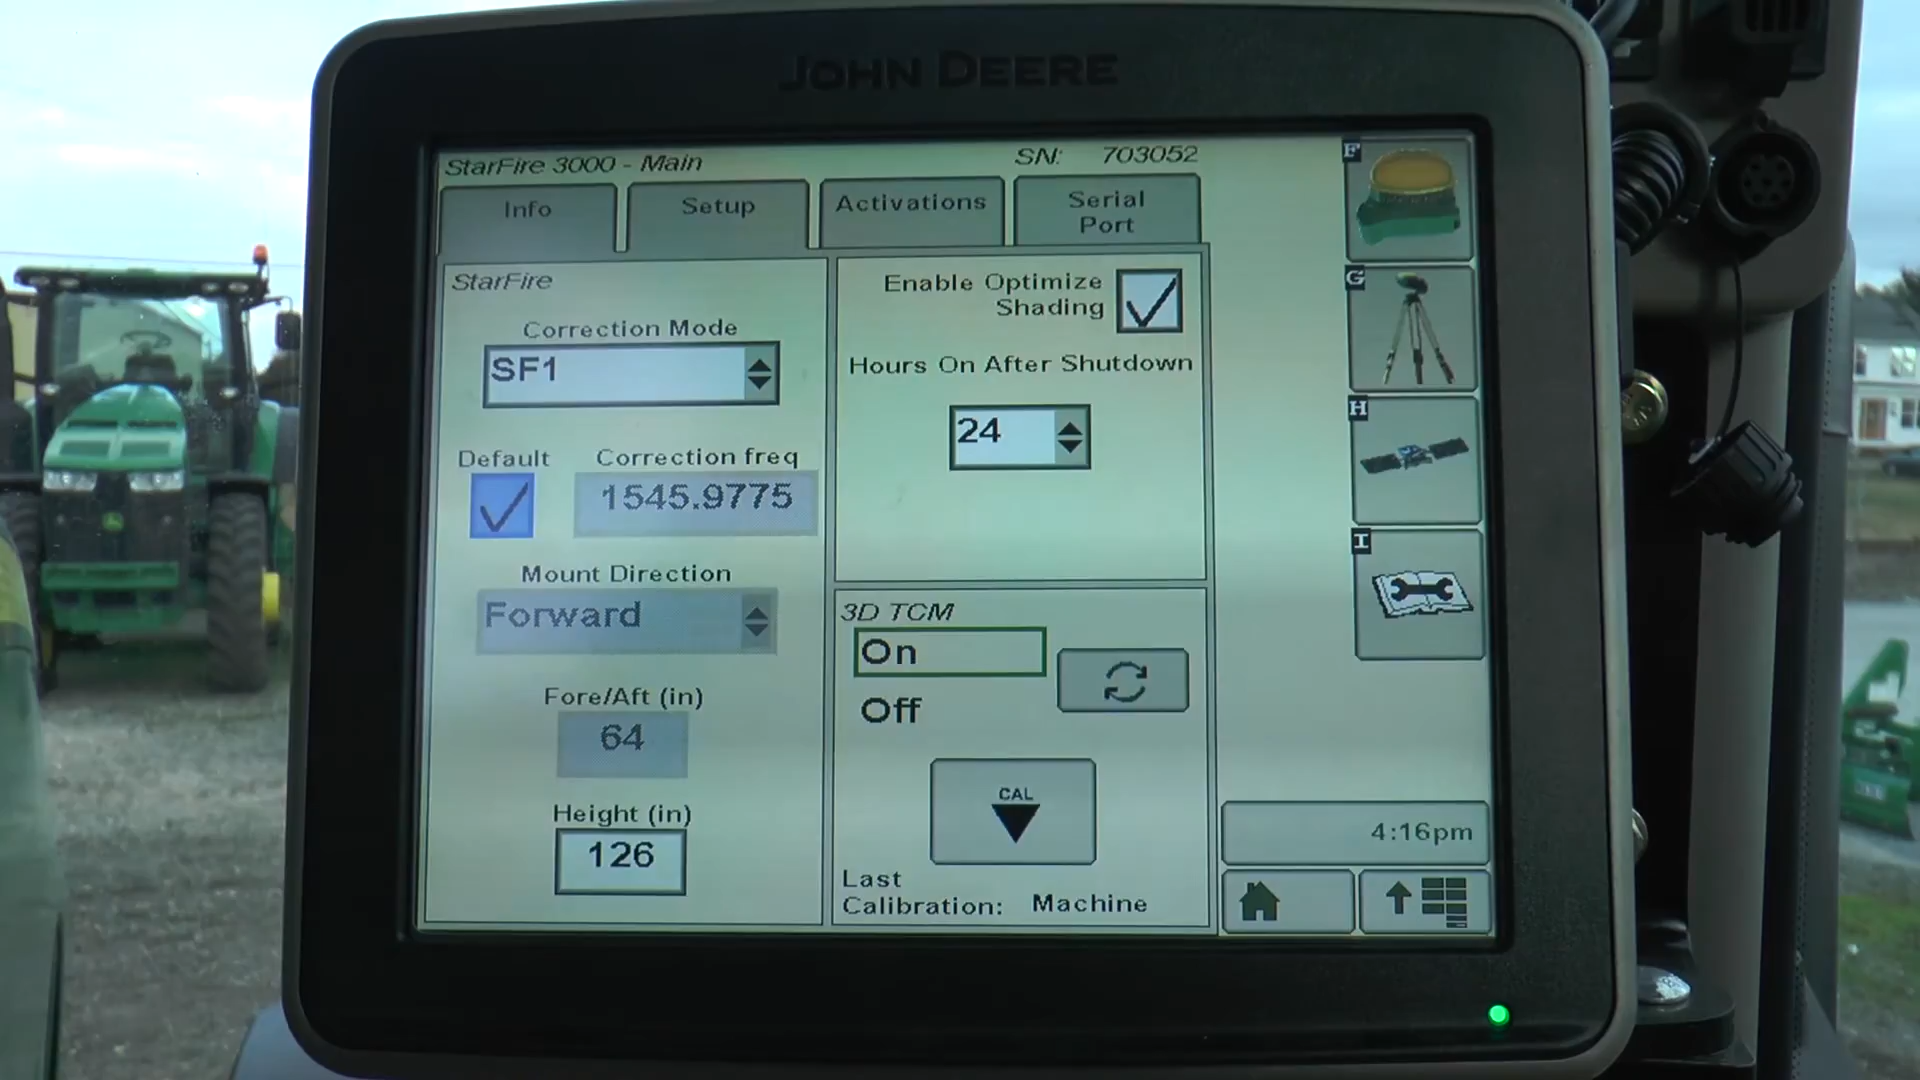 JOHN DEERE
StarFire 3000 - Main
SN: 703052
Info
Setup
Activations
Serial
Port
StarFire
Correction Mode
SF1
Default
Correction freq
1545.9775
Mount Direction
Forward
Fore/Aft (in)
64
Height (in)
126
Enable Optimize
Shading
Hours On After Shutdown
24
3D TCM
On
Off
CAL
Last
Calibration: Machine
F
G
H
I
4:16pm